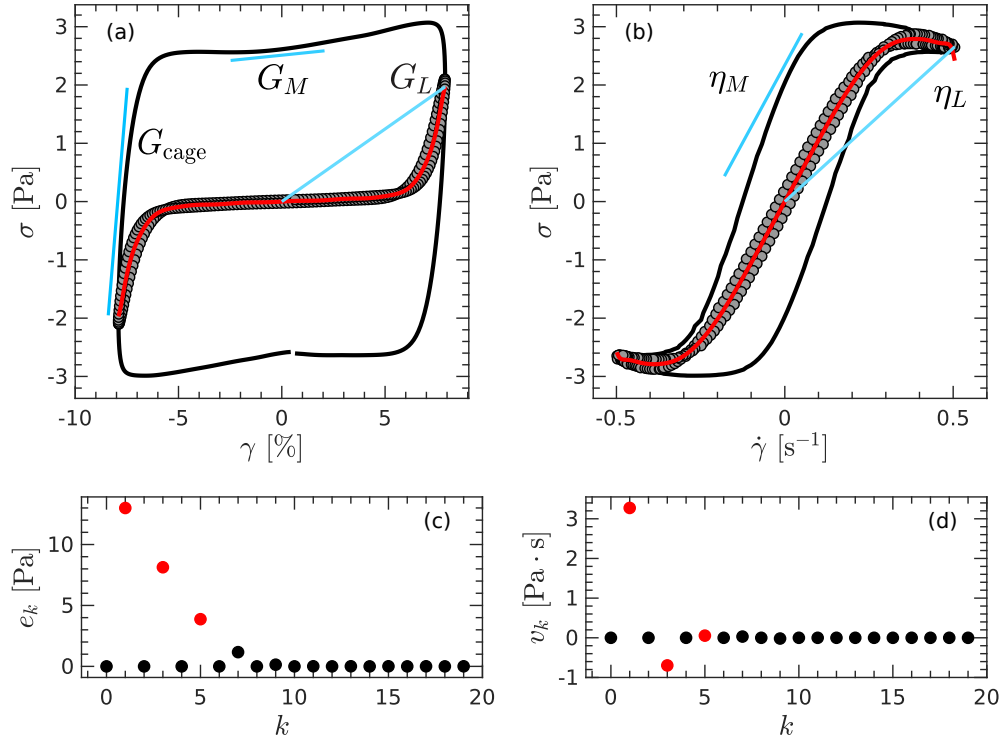 (a)
3
2
1
0
-1
-2
-3
σ [Pa]
G_M
G_L
G_cage
-10
-5
0
5
γ [%]
(b)
3
2
1
0
-1
-2
-3
σ [Pa]
η_M
η_L
-0.5
0
0.5
γ̇ [s⁻¹]
(c)
10
5
0
e_k [Pa]
0
5
10
15
20
k
(d)
3
2
1
0
-1
v_k [Pa · s]
0
5
10
15
20
k